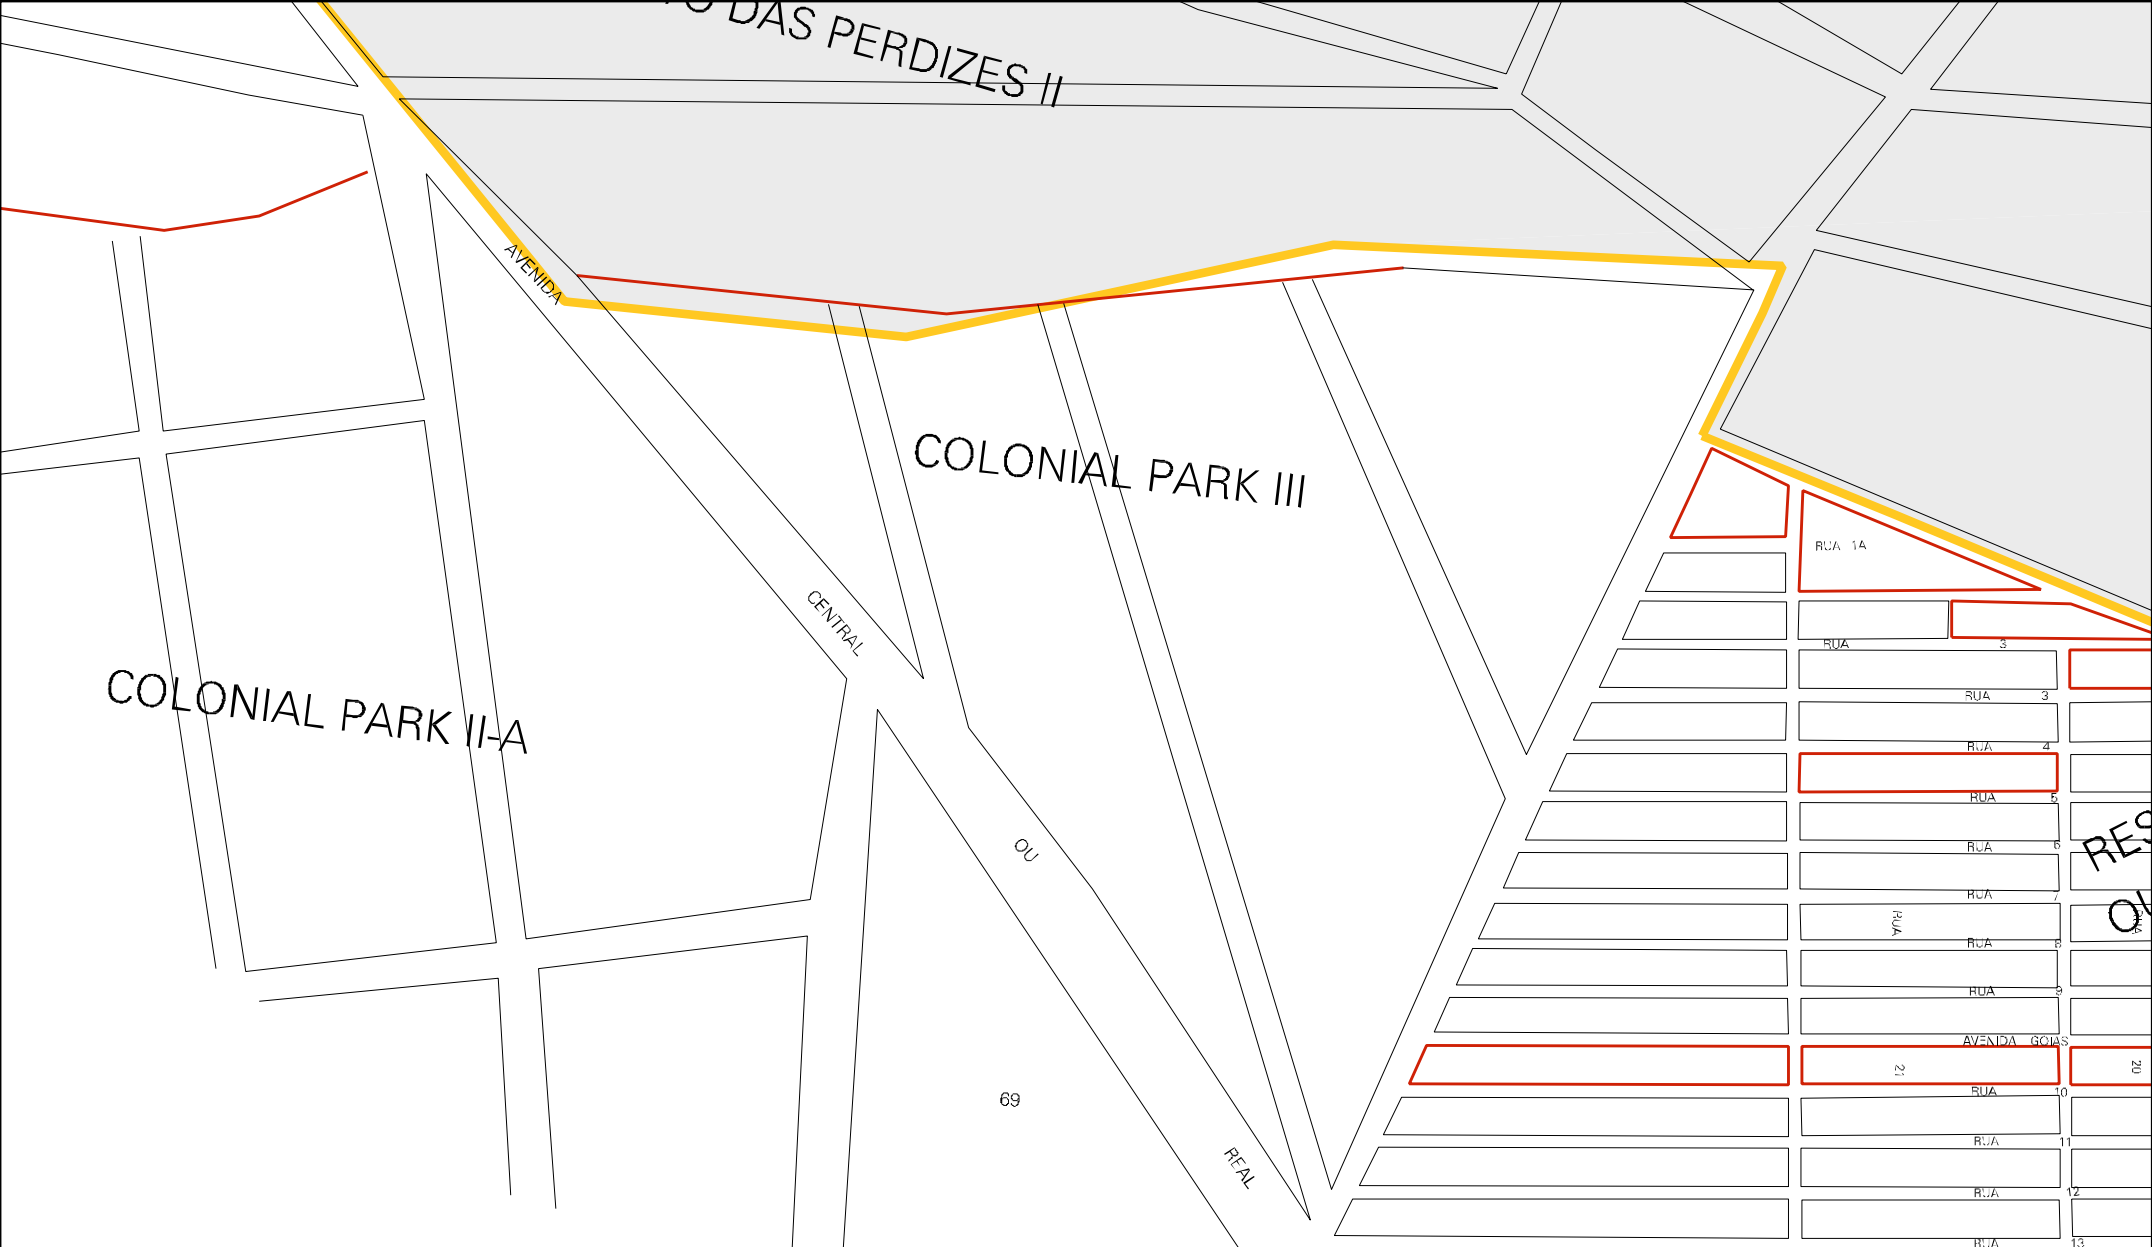 DAS PERDIZES II
AVENIDA
COLONIAL PARK III
RUA 1A
CENTRAL
RUA 3
COLONIAL PARK II-A
RUA 3
RUA 4
RUA 5
OU
RUA 6
RES
RUA 7
RUA
RUA
RUA 8
RUA 9
AVENIDA GOIAS
21
20
RUA 10
69
RUA 11
REAL
RUA 12
RUA 13